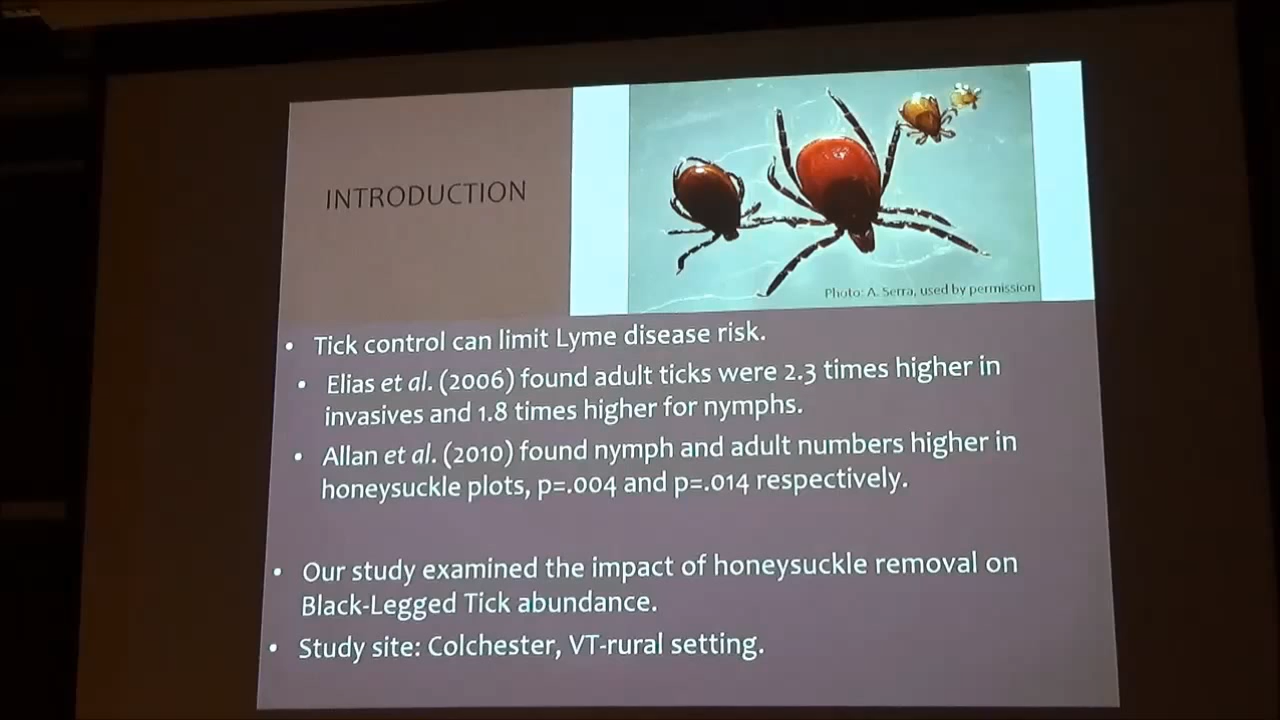 INTRODUCTION
Photo: A. Serra, used by permission
• Tick control can limit Lyme disease risk.
• Elias et al. (2006) found adult ticks were 2.3 times higher in
invasives and 1.8 times higher for nymphs.
• Allan et al. (2010) found nymph and adult numbers higher in
honeysuckle plots, p=.004 and p=.014 respectively.
• Our study examined the impact of honeysuckle removal on
Black-Legged Tick abundance.
• Study site: Colchester, VT-rural setting.